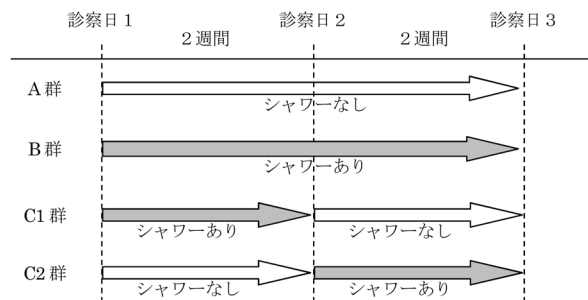 診察日1 診察日2 診察日3
2週間 2週間
A群
シャワーなし
B群
シャワーあり
C1群
シャワーあり シャワーなし
C2群
シャワーなし シャワーあり